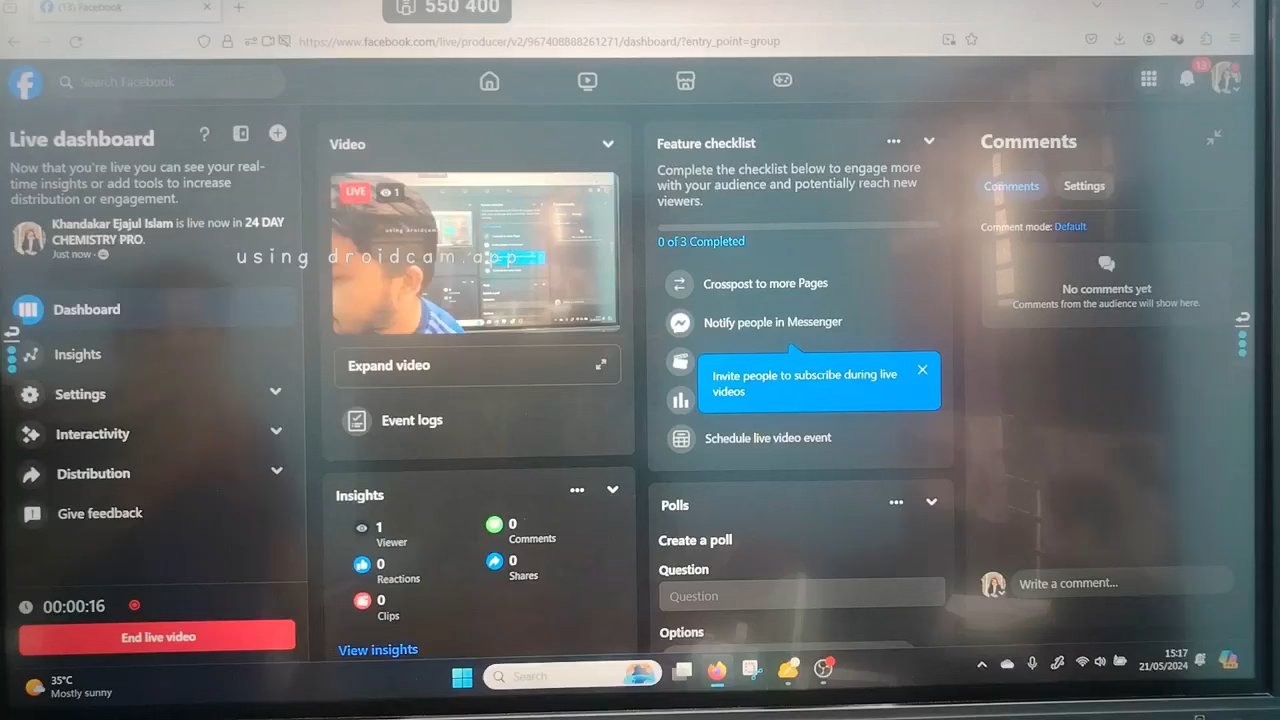 (13) Facebook
550 400
https://www.facebook.com/live/producer/v2/967408888261271/dashboard/?entry_point=group
Search Facebook
13
Live dashboard
Now that you're live you can see your real-
time insights or add tools to increase
distribution or engagement.
Khandakar Ejajul Islam is live now in 24 DAY
CHEMISTRY PRO.
Just now
using droidcam.app
Dashboard
Insights
Settings
Interactivity
Distribution
Give feedback
00:00:16
End live video
Video
LIVE
1
using droidcam
Expand video
Event logs
Insights
1
Viewer
0
Comments
0
Reactions
0
Shares
0
Clips
View insights
Feature checklist
Complete the checklist below to engage more
with your audience and potentially reach new
viewers.
0 of 3 Completed
Crosspost to more Pages
Notify people in Messenger
Invite people to subscribe during live
videos
Schedule live video event
Polls
Create a poll
Question
Question
Options
Comments
Comments
Settings
Comment mode: Default
No comments yet
Comments from the audience will show here.
Write a comment...
35°C
Mostly sunny
Search
15:17
21/05/2024